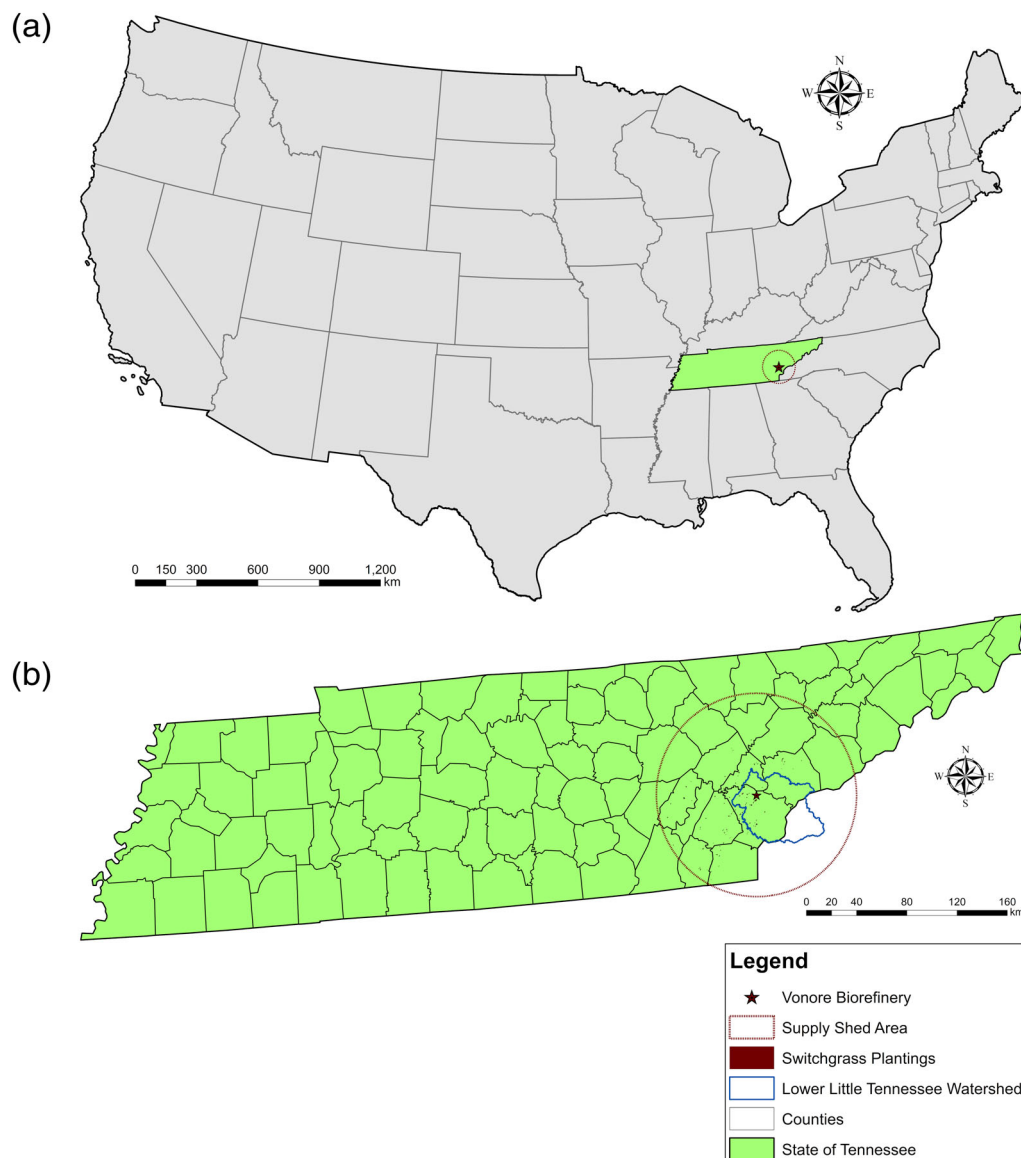 (a)
N
W E
S
0 150 300 600 900 1,200
km
(b)
N
W E
S
0 20 40 80 120 160
km
Legend
Vonore Biorefinery
Supply Shed Area
Switchgrass Plantings
Lower Little Tennessee Watershed
Counties
State of Tennessee